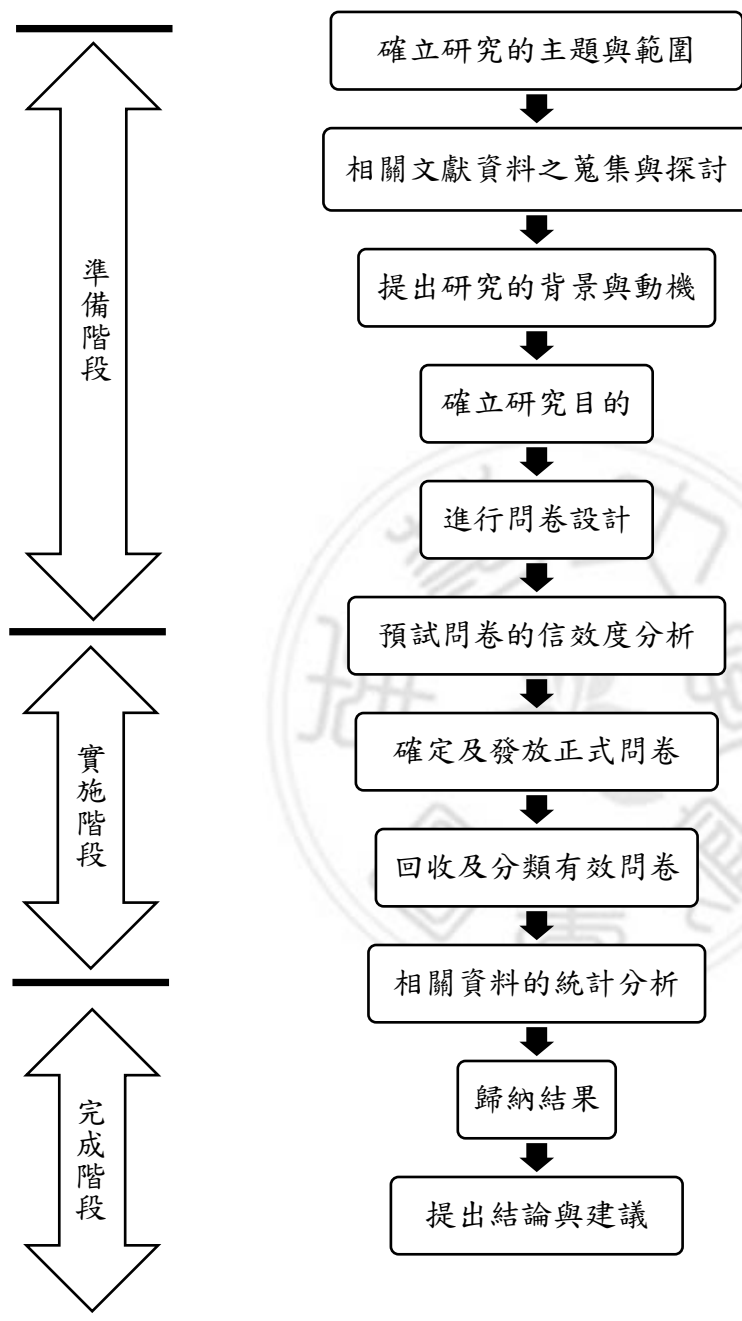 確立研究的主題與範圍
相關文獻資料之蒐集與探討
提出研究的背景與動機
確立研究目的
進行問卷設計
預試問卷的信效度分析
確定及發放正式問卷
回收及分類有效問卷
相關資料的統計分析
歸納結果
提出結論與建議
準備階段
實施階段
完成階段